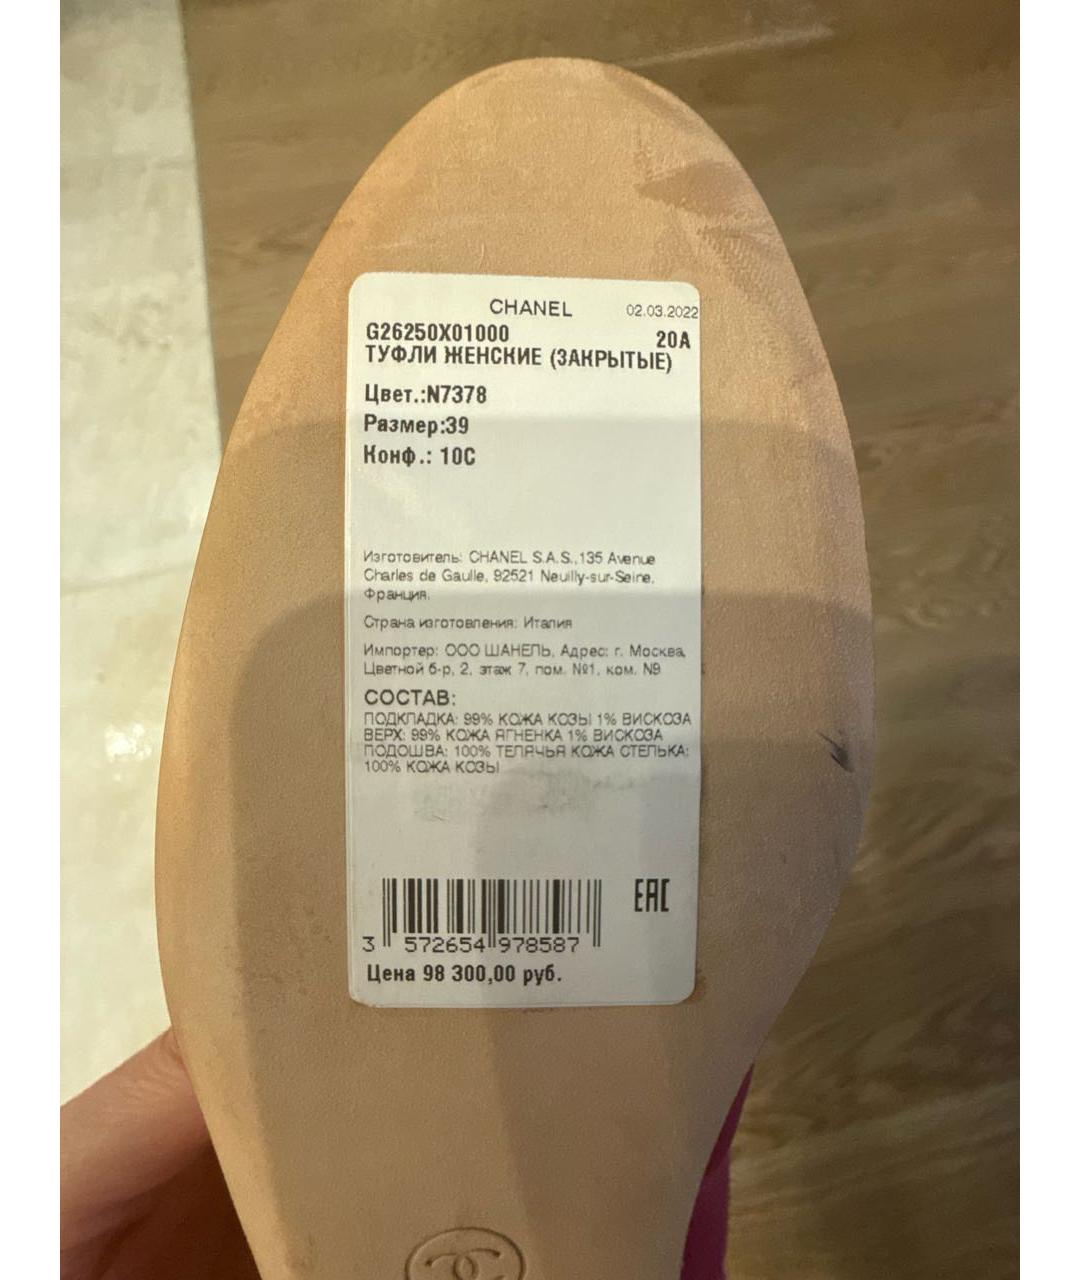 CHANEL 02.03.2022
G26250X01000 20A
ТУФЛИ ЖЕНСКИЕ (ЗАКРЫТЫЕ)
Цвет.:N7378
Размер:39
Конф.: 10C
Изготовитель: CHANEL S.A.S.,135 Avenue
Charles de Gaulle, 92521 Neuilly-sur-Seine,
Франция.
Страна изготовления: Италия
Импортер: ООО ШАНЕЛЬ, Адрес: г. Москва,
Цветной б-р, 2, этаж 7, пом. №1, ком. N9
СОСТАВ:
ПОДКЛАДКА: 99% КОЖА КОЗЫ 1% ВИСКОЗА
ВЕРХ: 99% КОЖА ЯГНЕНКА 1% ВИСКОЗА
ПОДОШВА: 100% ТЕЛЯЧЬЯ КОЖА СТЕЛЬКА:
100% КОЖА КОЗЫ
EAC
3 572654 978587
Цена 98 300,00 руб.